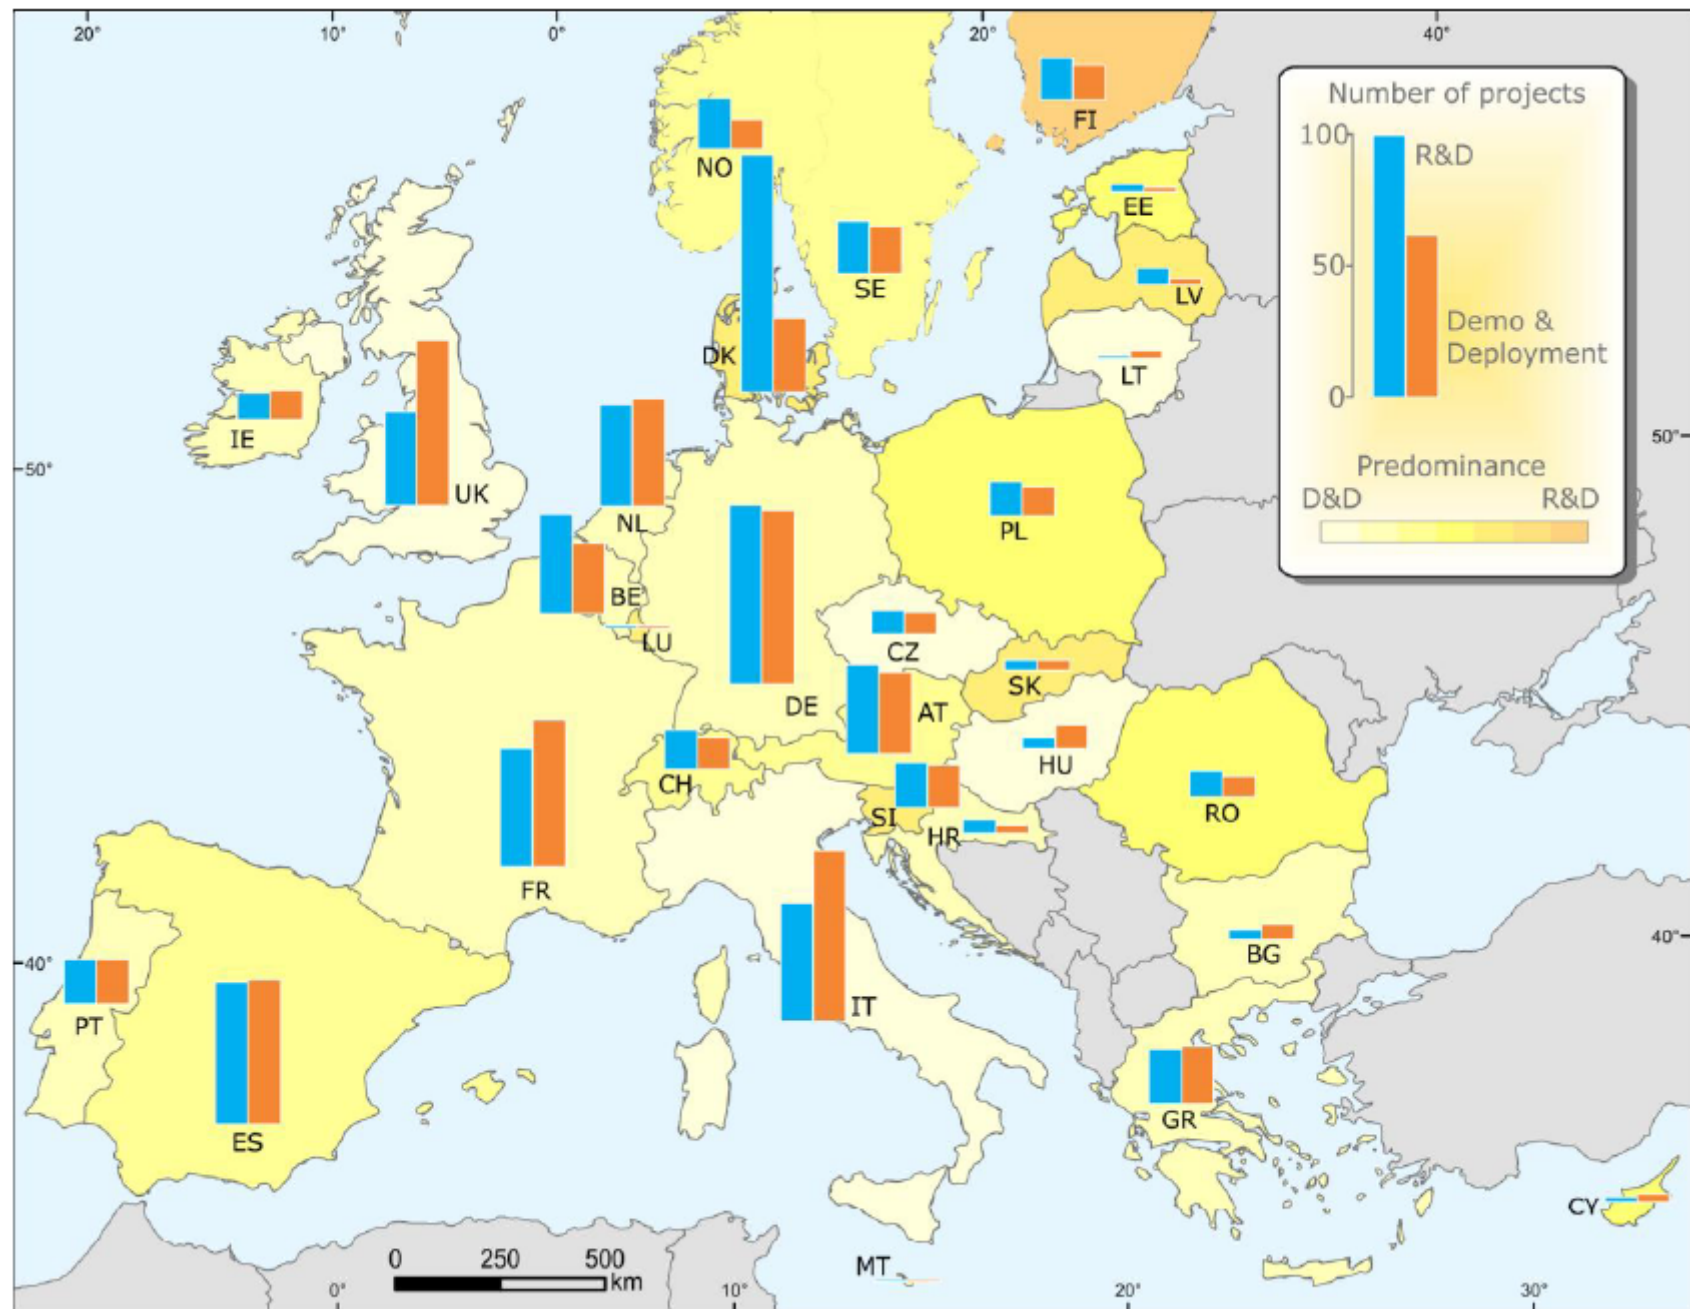 20°
10°
0°
20°
40°
Number of projects
100
R&D
50
Demo &
Deployment
0
Predominance
D&D
R&D
FI
NO
EE
SE
LV
DK
LT
IE
50°
50°
UK
NL
PL
BE
LU
CZ
SK
DE
AT
CH
HU
SI
HR
RO
FR
BG
40°
40°
IT
PT
GR
ES
CY
MT
0
250
500
km
0°
10°
20°
30°